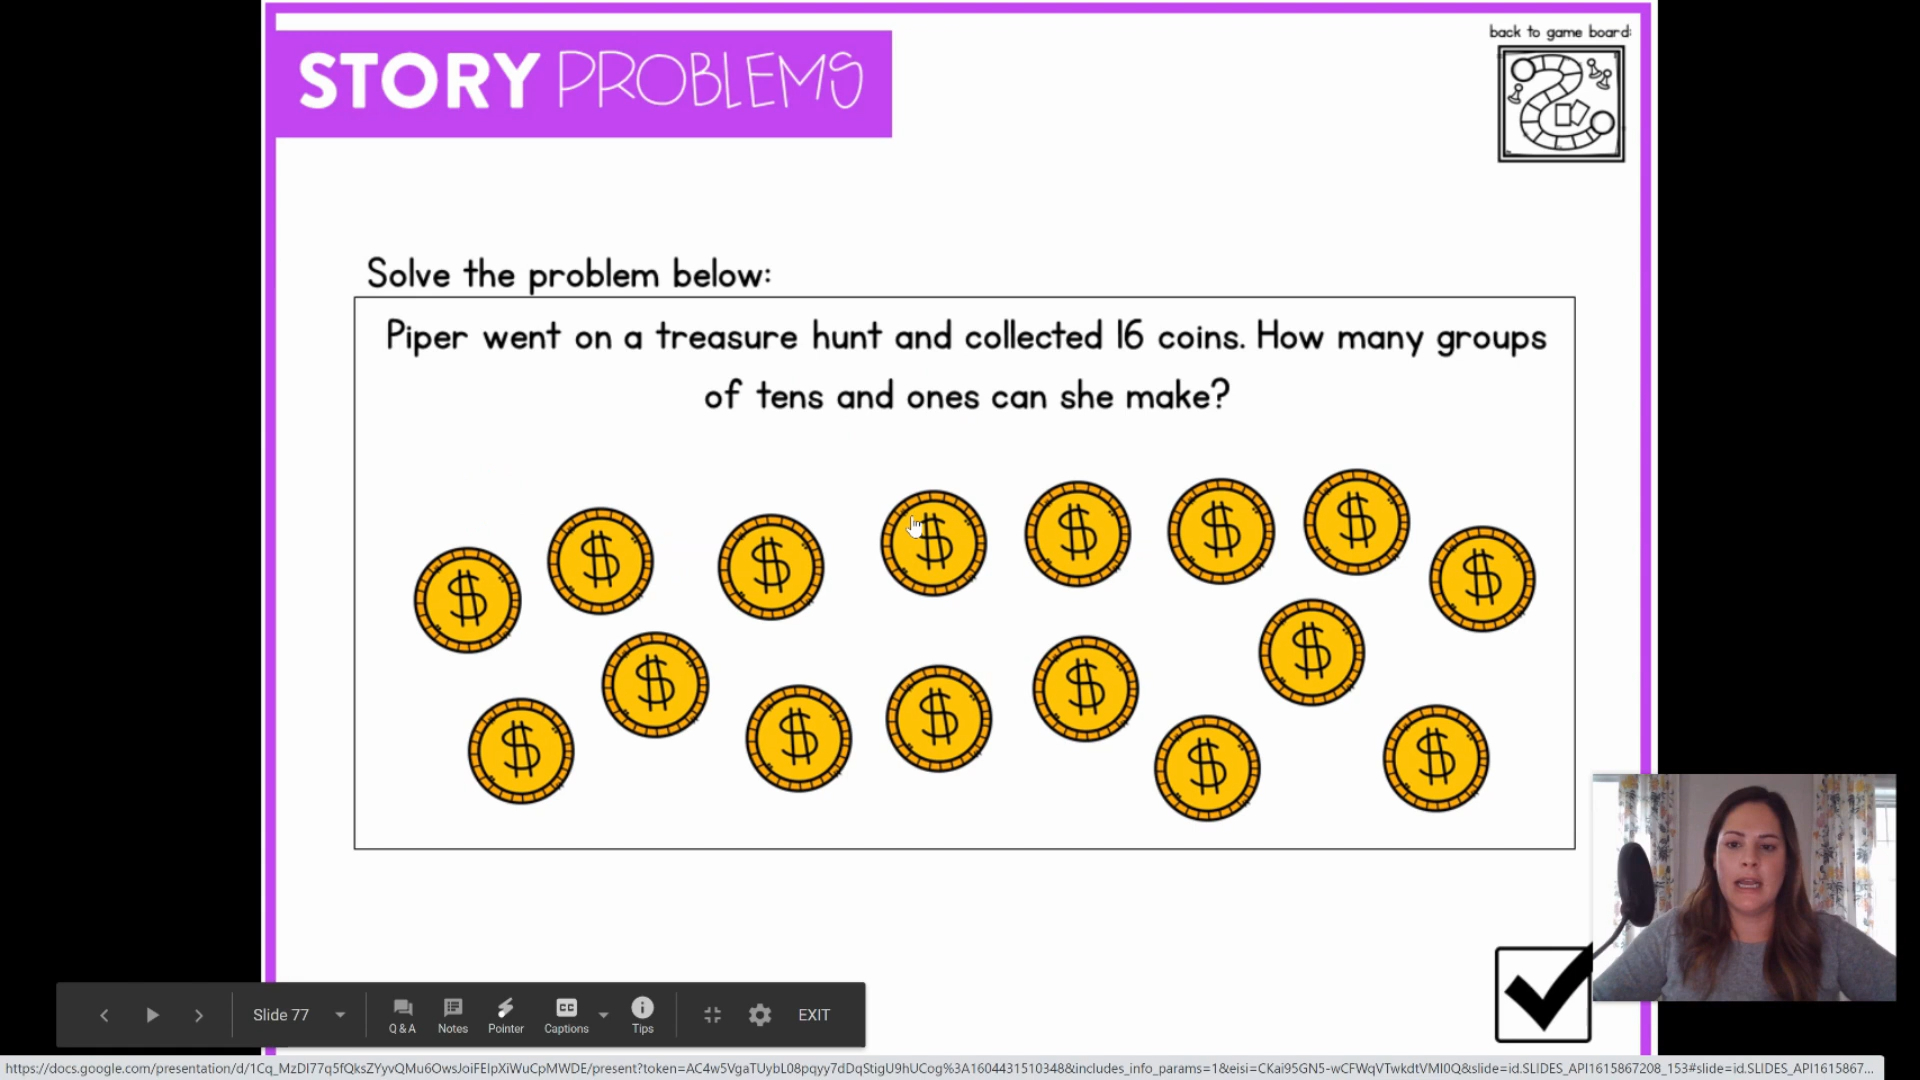 STORY PROBLEMS
back to game board:
Solve the problem below:
Piper went on a treasure hunt and collected 16 coins. How many groups
of tens and ones can she make?
$ $ $ $ $ $ $ $
$ $ $ $ $ $ $ $
Slide 77
Q & A
Notes
Pointer
CC
Captions
Tips
EXIT
https://docs.google.com/presentation/d/1Cq_MzDI77q5fQksZYyvQMu6OwsJoiFEIpXiWuCpMWDE/present?token=AC4w5VgaTUybL08pqyy7dDqStigU9hUCog%3A1604431510348&includes_info_params=1&eisi=CKai95GN5-wCFWqVTwkdtVMI0Q&slide=id.SLIDES_API1615867208_153#slide=id.SLIDES_API1615867...